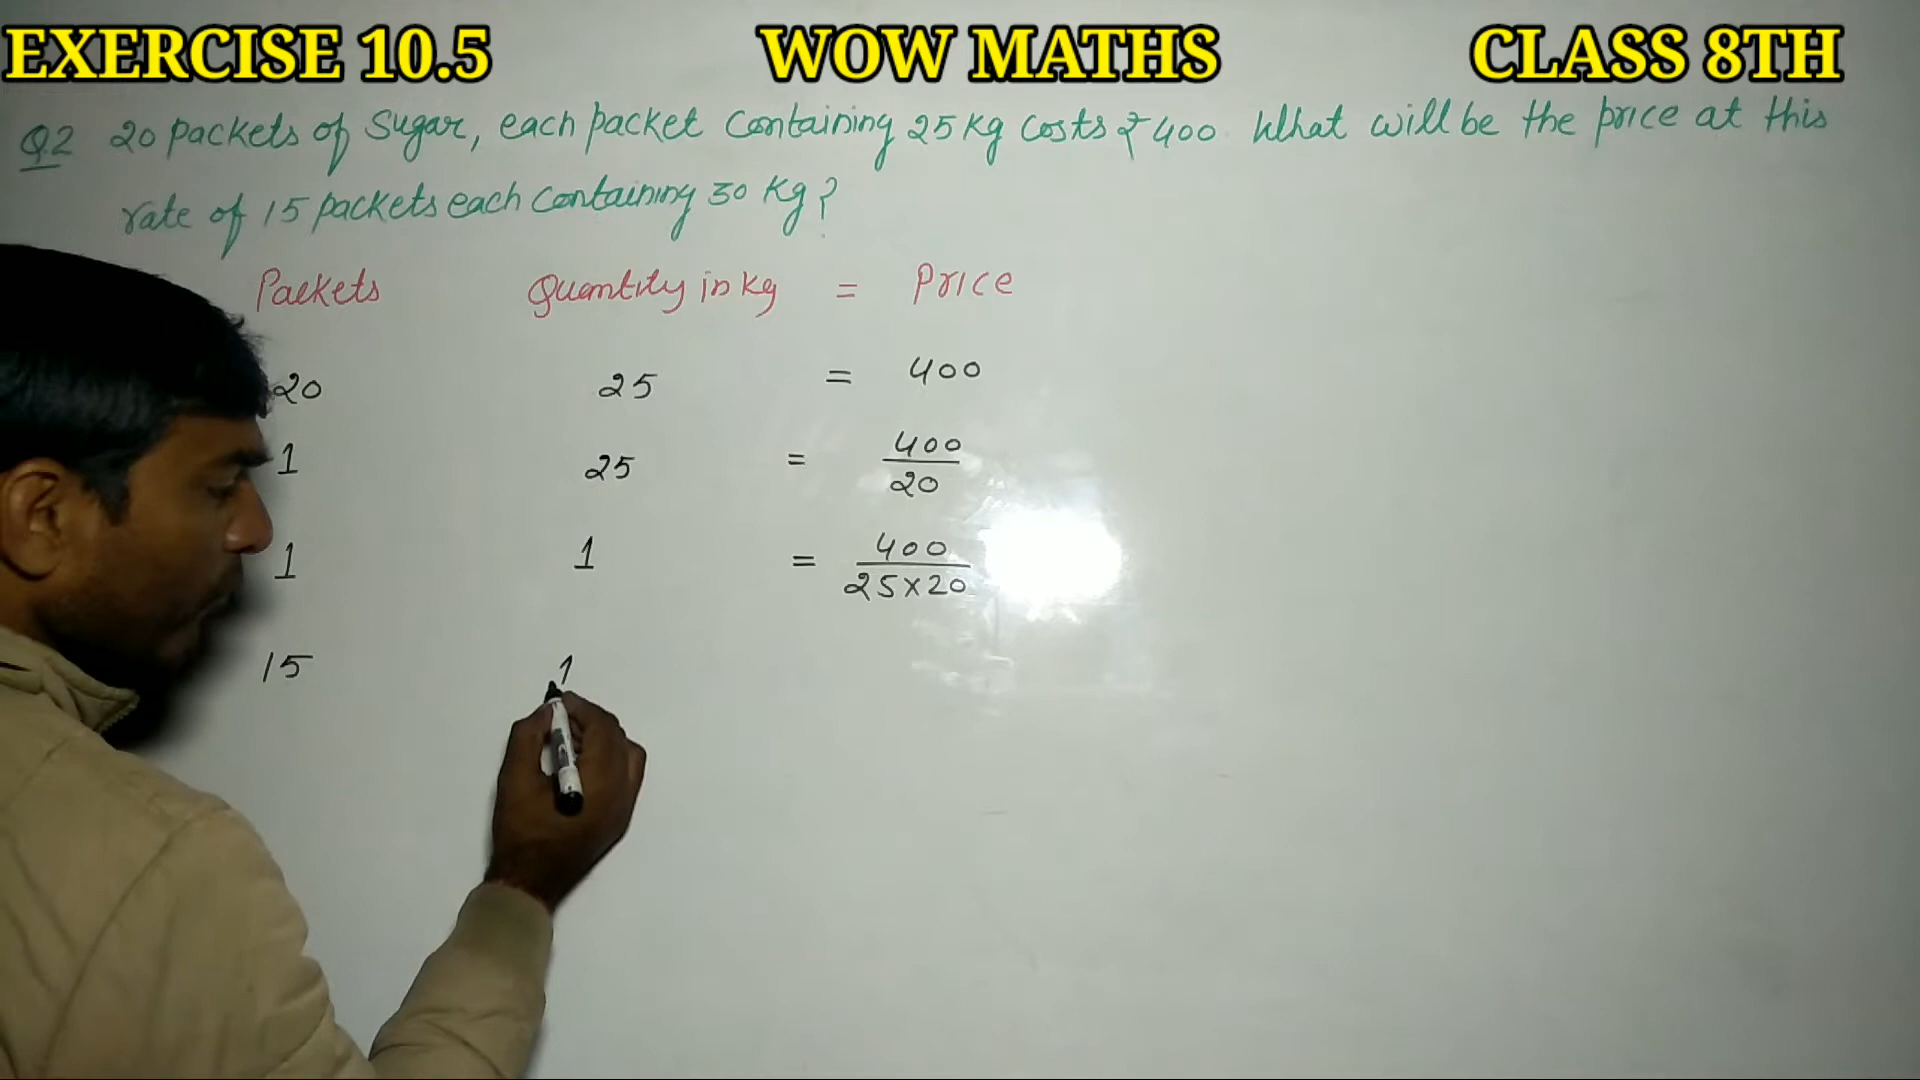 EXERCISE 10.5 WOW MATHS CLASS 8TH
Q2 20 packets of Sugar, each packet Containing 25 kg costs ₹ 400. What will be the price at this
rate of 15 packets each containing 30 kg?
Packets Quantity in kg = Price
20 25 = 400
1 25 = 400/20
1 1 = 400/25×20
15 1